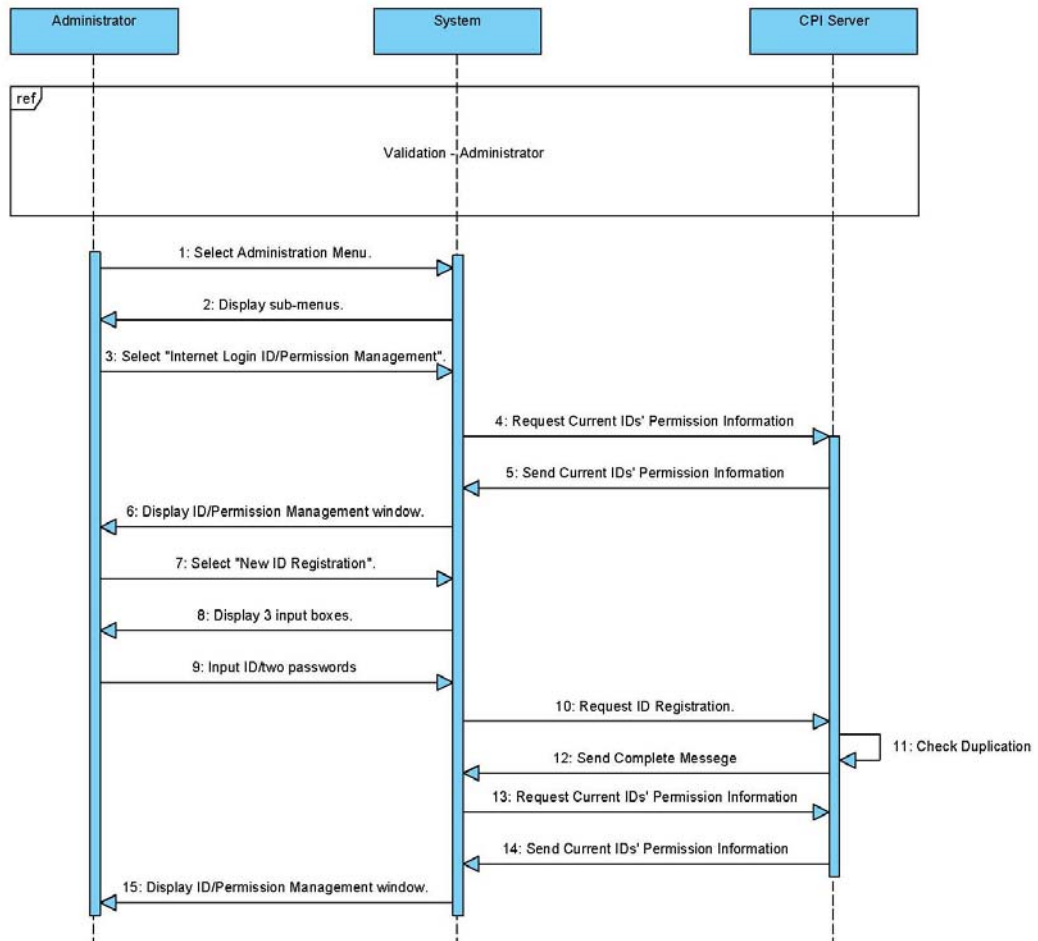 Administrator
System
CPI Server
ref
Validation - Administrator
1: Select Administration Menu.
2: Display sub-menus.
3: Select "Internet Login ID/Permission Management".
4: Request Current IDs' Permission Information
5: Send Current IDs' Permission Information
6: Display ID/Permission Management window.
7: Select "New ID Registration".
8: Display 3 input boxes.
9: Input ID/two passwords
10: Request ID Registration.
11: Check Duplication
12: Send Complete Messege
13: Request Current IDs' Permission Information
14: Send Current IDs' Permission Information
15: Display ID/Permission Management window.